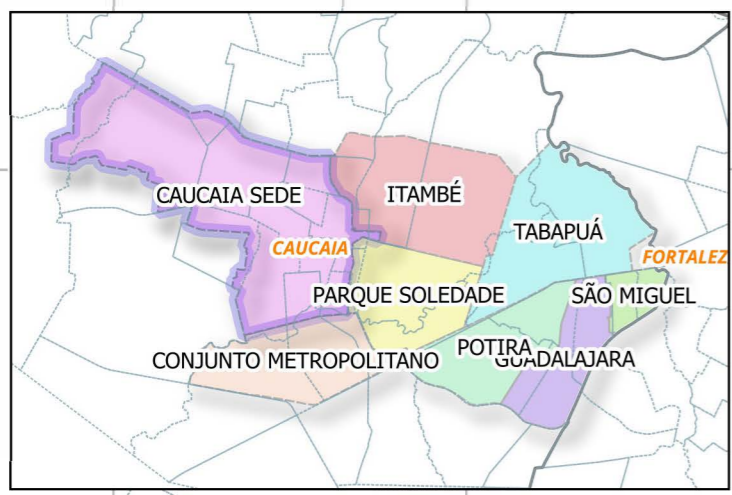 CAUCAIA SEDE
ITAMBÉ
TABAPUÁ
CAUCAIA
FORTALEZ
PARQUE SOLEDADE
SÃO MIGUEL
POTIRA
CONJUNTO METROPOLITANO
GUADALAJARA